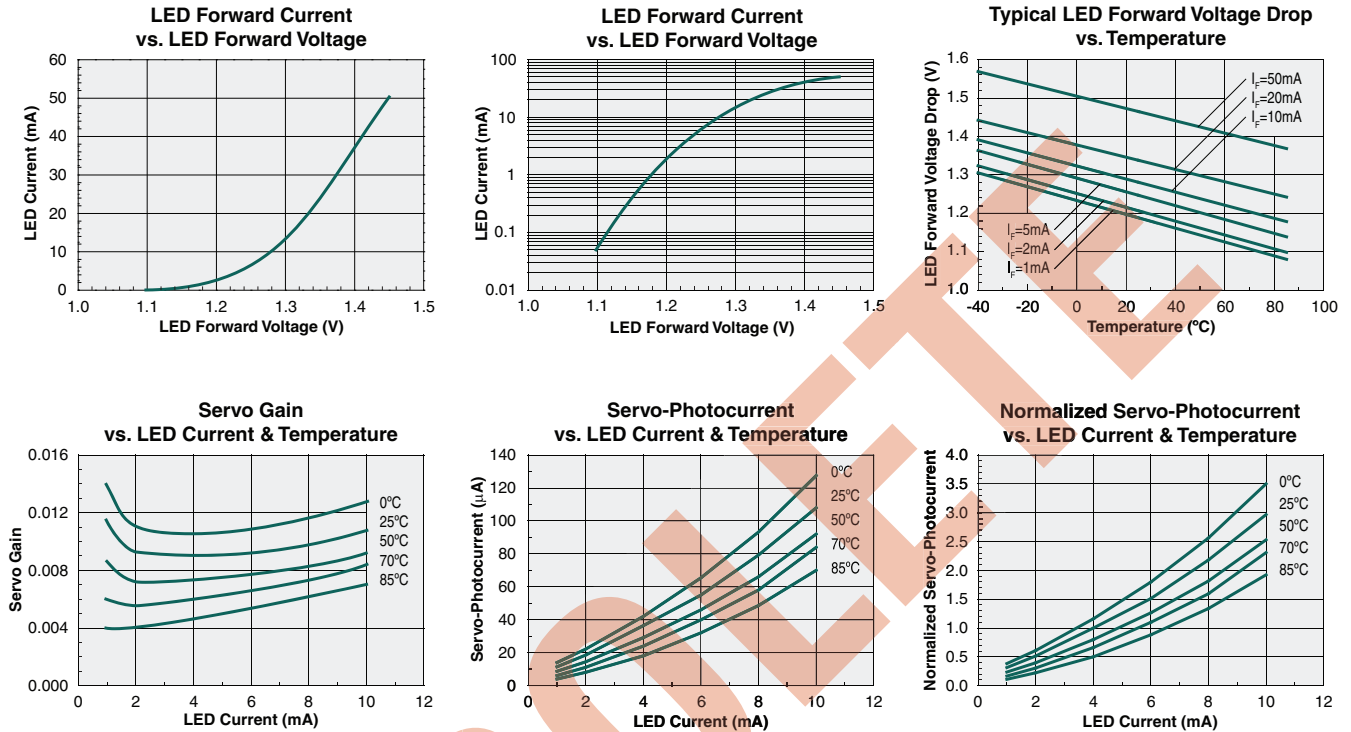 LED Forward Current
vs. LED Forward Voltage
60
50
40
30
20
10
0
LED Current (mA)
1.0 1.1 1.2 1.3 1.4 1.5
LED Forward Voltage (V)
LED Forward Current
vs. LED Forward Voltage
100
10
1
0.1
0.01
LED Current (mA)
1.0 1.1 1.2 1.3 1.4 1.5
LED Forward Voltage (V)
Typical LED Forward Voltage Drop
vs. Temperature
1.6
1.5
1.4
1.3
1.2
1.1
1.0
LED Forward Voltage Drop (V)
IF=50mA
IF=20mA
IF=10mA
IF=5mA
IF=2mA
IF=1mA
-40 -20 0 20 40 60 80 100
Temperature (ºC)
Servo Gain
vs. LED Current & Temperature
0.016
0.012
0.008
0.004
0.000
Servo Gain
0ºC
25ºC
50ºC
70ºC
85ºC
0 2 4 6 8 10 12
LED Current (mA)
Servo-Photocurrent
vs. LED Current & Temperature
140
120
100
80
60
40
20
0
Servo-Photocurrent (µA)
0ºC
25ºC
50ºC
70ºC
85ºC
0 2 4 6 8 10 12
LED Current (mA)
Normalized Servo-Photocurrent
vs. LED Current & Temperature
4.0
3.5
3.0
2.5
2.0
1.5
1.0
0.5
0.0
Normalized Servo-Photocurrent
0ºC
25ºC
50ºC
70ºC
85ºC
0 2 4 6 8 10 12
LED Current (mA)
OLETE